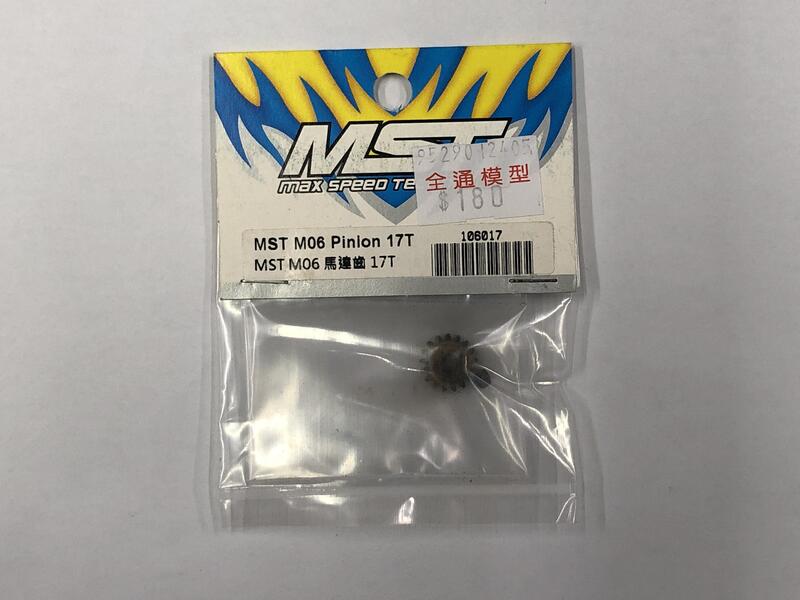 MST
MAX SPEED TE
9529012405
全通模型
$180
MST M06 Pinion 17T
106017
MST M06 馬達齒 17T